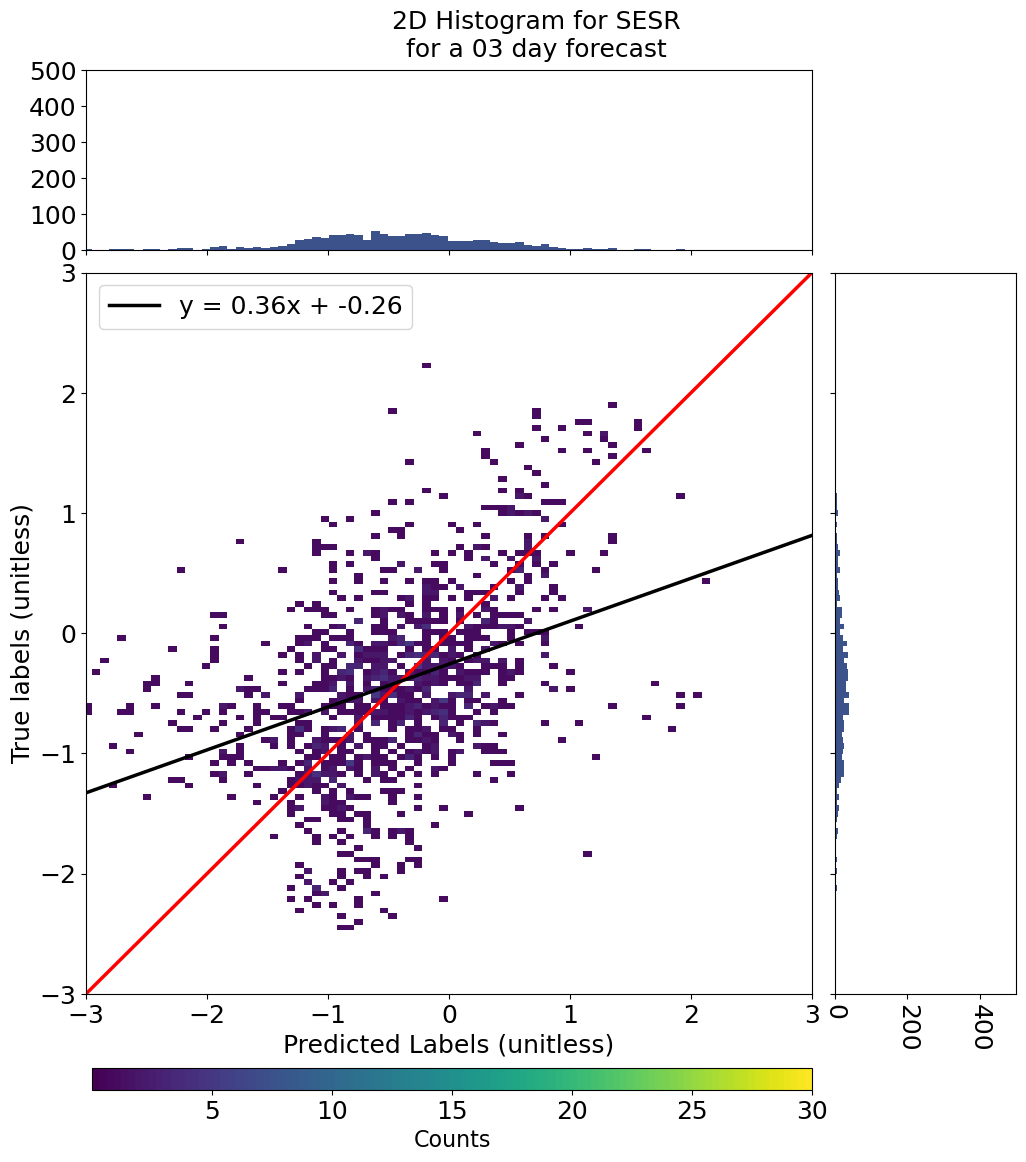 2D Histogram for SESR
for a 03 day forecast
500
400
300
200
100
0
3
2
1
0
−1
−2
−3
True labels (unitless)
y = 0.36x + -0.26
−3 −2 −1 0 1 2 3
Predicted Labels (unitless)
0 200 400
5 10 15 20 25 30
Counts